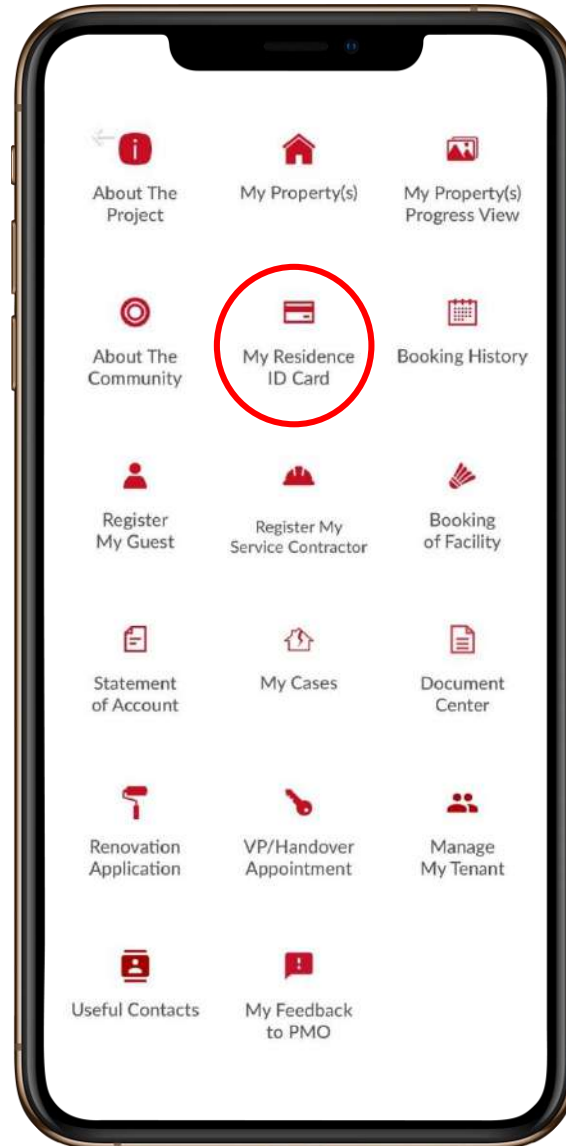 About The
Project
My Property(s)
My Property(s)
Progress View
About The
Community
My Residence
ID Card
Booking History
Register
My Guest
Register My
Service Contractor
Booking
of Facility
Statement
of Account
My Cases
Document
Center
Renovation
Application
VP/Handover
Appointment
Manage
My Tenant
Useful Contacts
My Feedback
to PMO